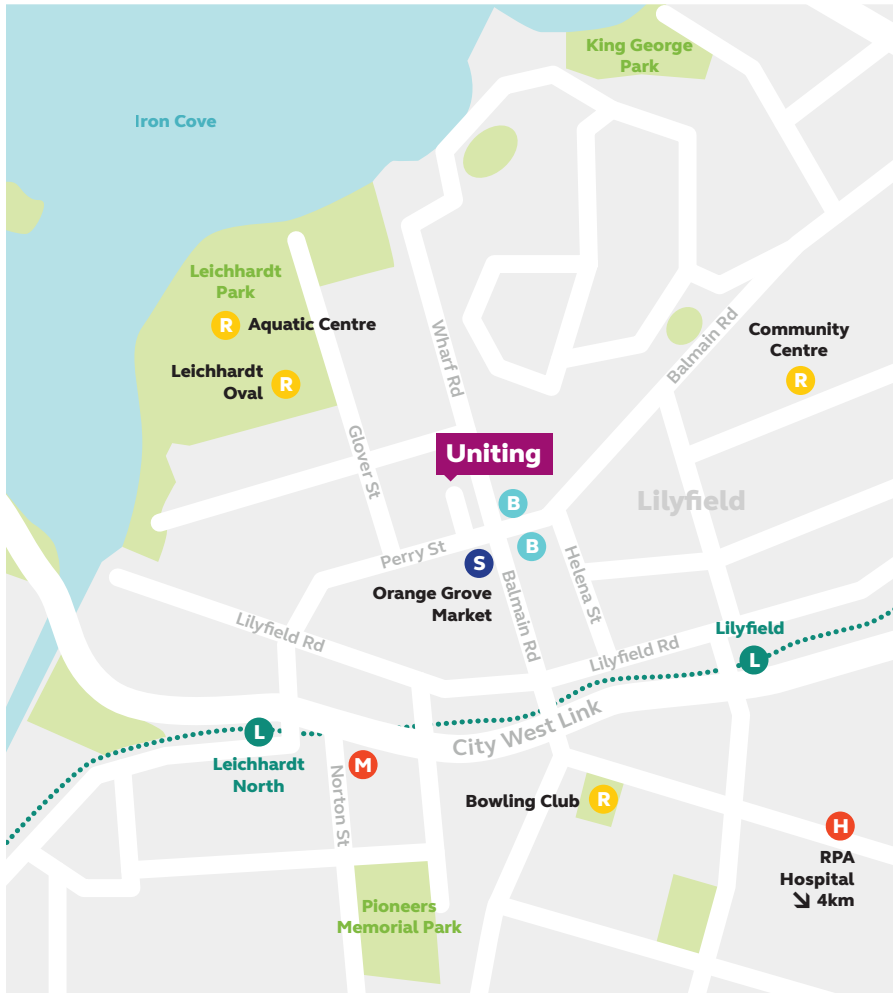 King George
Park
Iron Cove
Leichhardt
Park
R
Aquatic Centre
Leichhardt
Oval
R
Wharf Rd
Balmain Rd
Community
Centre
R
Glover St
Uniting
B
Lilyfield
Perry St
S
B
Orange Grove
Market
Balmain Rd
Helena St
Lilyfield Rd
Lilyfield Rd
Lilyfield
L
L
Leichhardt
North
City West Link
M
Norton St
Bowling Club
R
H
RPA
Hospital
↘ 4km
Pioneers
Memorial Park